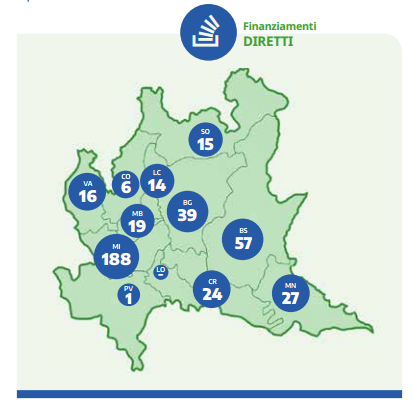 Finanziamenti
DIRETTI
SO
15
VA
16
CO
6
LC
14
MB
19
BG
39
BS
57
MI
188
LO
–
PV
1
CR
24
MN
27